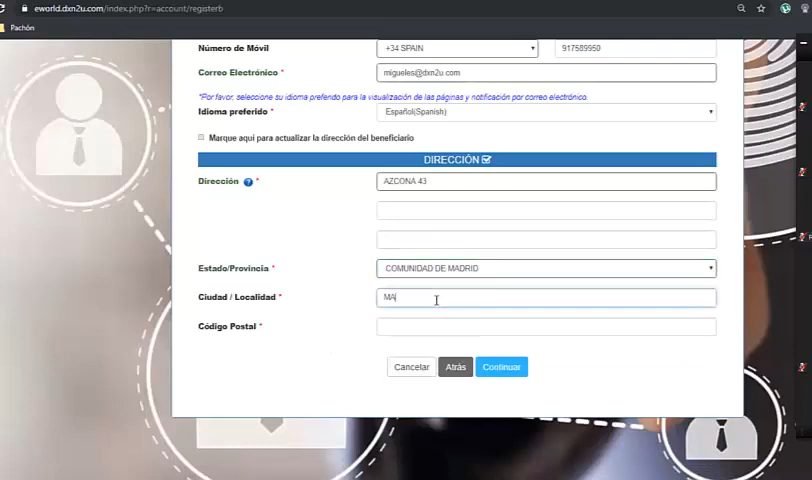 eworld.dxn2u.com/index.php?r=account/registerb
Pachón
Número de Móvil
+34 SPAIN
917589950
Correo Electrónico *
migueles@dxn2u.com
*Por favor, seleccione su idioma prefendo para la visualización de las páginas y notificación por correo electrónico.
Idioma preferido *
Español(Spanish)
Marque aqui para actualizar la dirección del beneficiario
DIRECCIÓN
Dirección ? *
AZCONA 43
Estado/Provincia *
COMUNIDAD DE MADRID
Ciudad / Localidad *
MA
Código Postal *
Cancelar
Atrás
Continuar